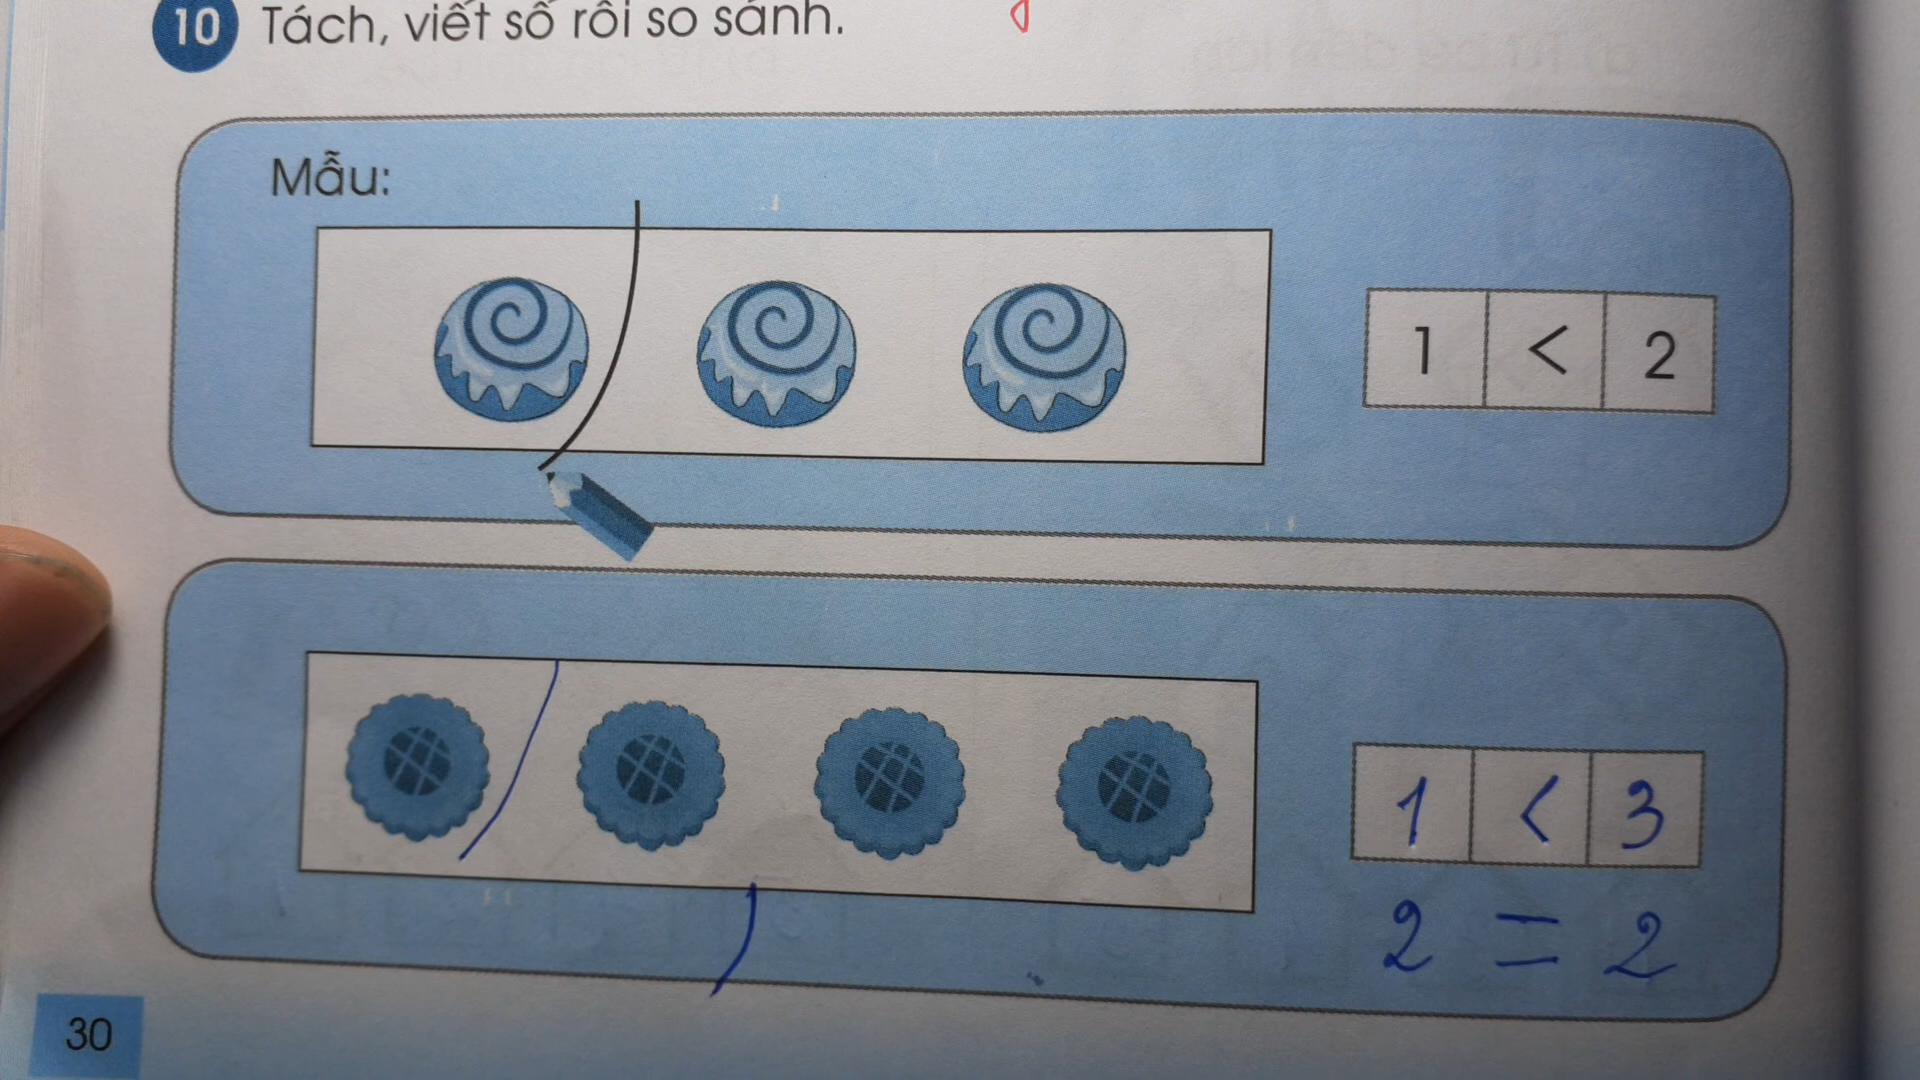 10 Tách, viết số rồi so sánh.
Mẫu:
1 < 2
1 < 3
2 = 2
30